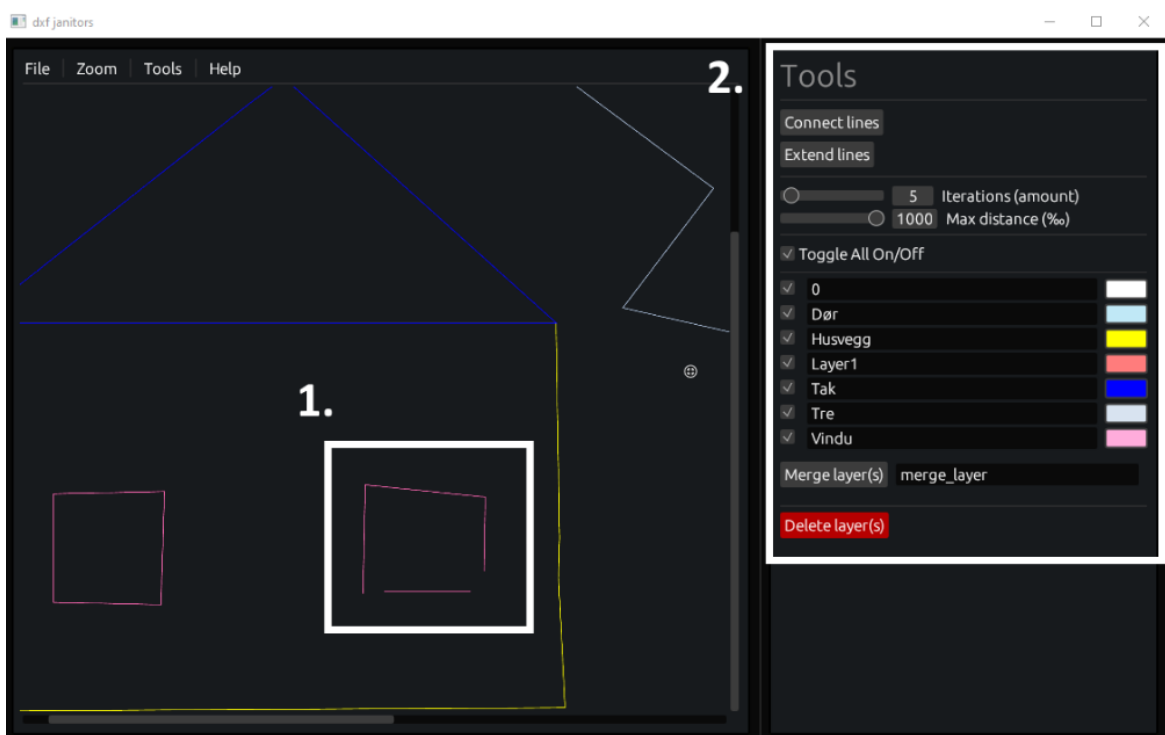 dxf janitors
File Zoom Tools Help
1.
2.
Tools
Connect lines
Extend lines
5 Iterations (amount)
1000 Max distance (‰)
Toggle All On/Off
0
Dør
Husvegg
Layer1
Tak
Tre
Vindu
Merge layer(s) merge_layer
Delete layer(s)